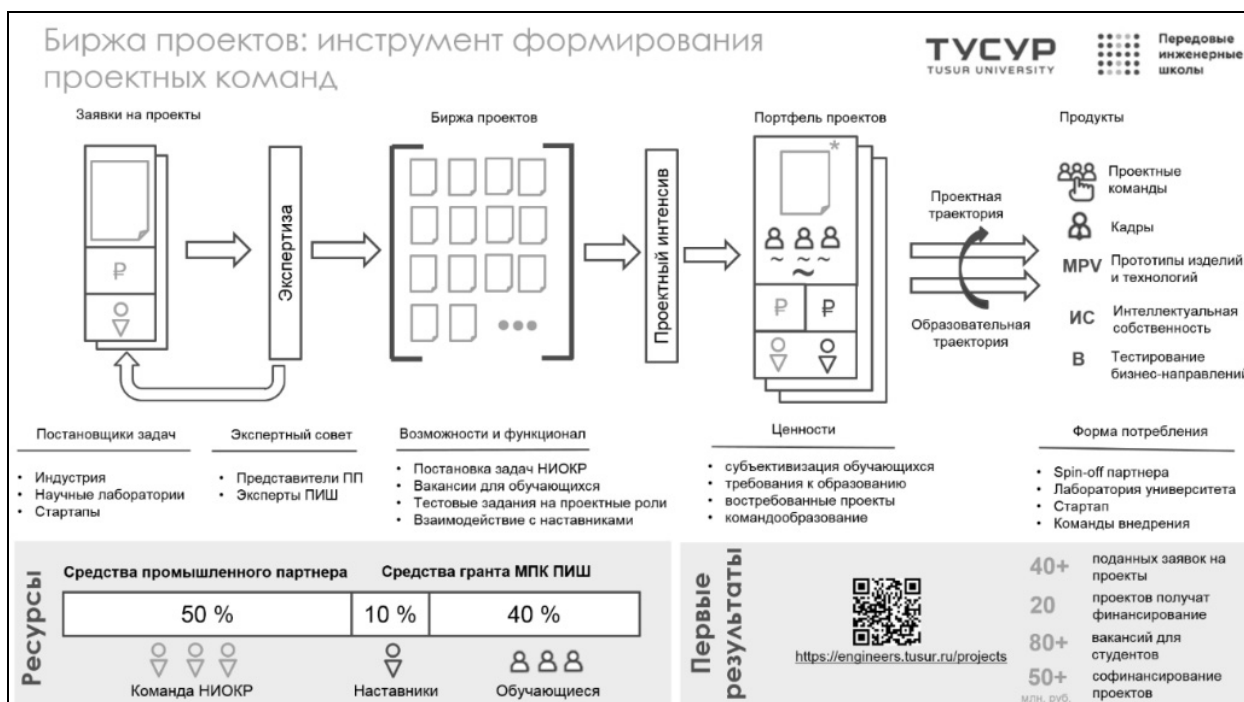 Биржа проектов: инструмент формирования
проектных команд
ТУСУР
TUSUR UNIVERSITY
Передовые
инженерные
школы
Заявки на проекты
Биржа проектов
Портфель проектов
Продукты
₽
Экспертиза
Проектный интенсив
*
₽ ₽
Проектная
траектория
Образовательная
траектория
Проектные
команды
Кадры
MPV
Прототипы изделий
и технологий
ИС
Интеллектуальная
собственность
В
Тестирование
бизнес-направлений
Постановщики задач
• Индустрия
• Научные лаборатории
• Стартапы
Экспертный совет
• Представители ПП
• Эксперты ПИШ
Возможности и функционал
• Постановка задач НИОКР
• Вакансии для обучающихся
• Тестовые задания на проектные роли
• Взаимодействие с наставниками
Ценности
• субъективизация обучающихся
• требования к образованию
• востребованные проекты
• командообразование
Форма потребления
• Spin-off партнера
• Лаборатория университета
• Стартап
• Команды внедрения
Ресурсы
Средства промышленного партнера
Средства гранта МПК ПИШ
50 %
10 %
40 %
Команда НИОКР
Наставники
Обучающиеся
Первые
результаты
https://engineers.tusur.ru/projects
40+
поданных заявок на
проекты
20
проектов получат
финансирование
80+
вакансий для
студентов
50+
млн. руб.
софинансирование
проектов